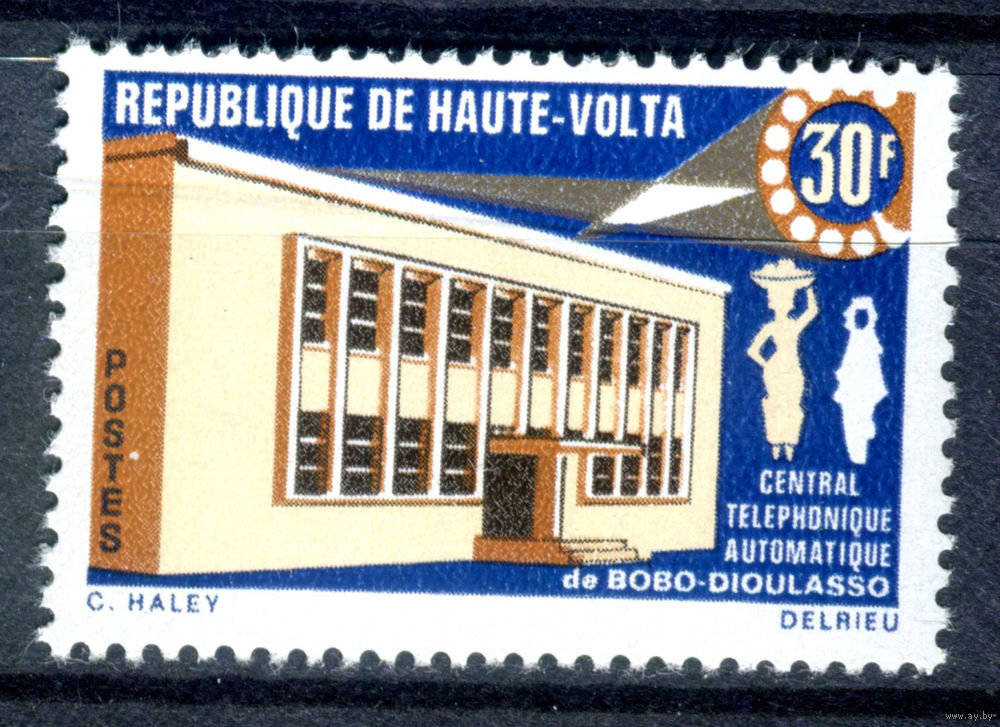 REPUBLIQUE DE HAUTE-VOLTA
30F
POSTES
CENTRAL
TELEPHONIQUE
AUTOMATIQUE
de BOBO-DIOULASSO
C. HALEY
DELRIEU
www.ay.by